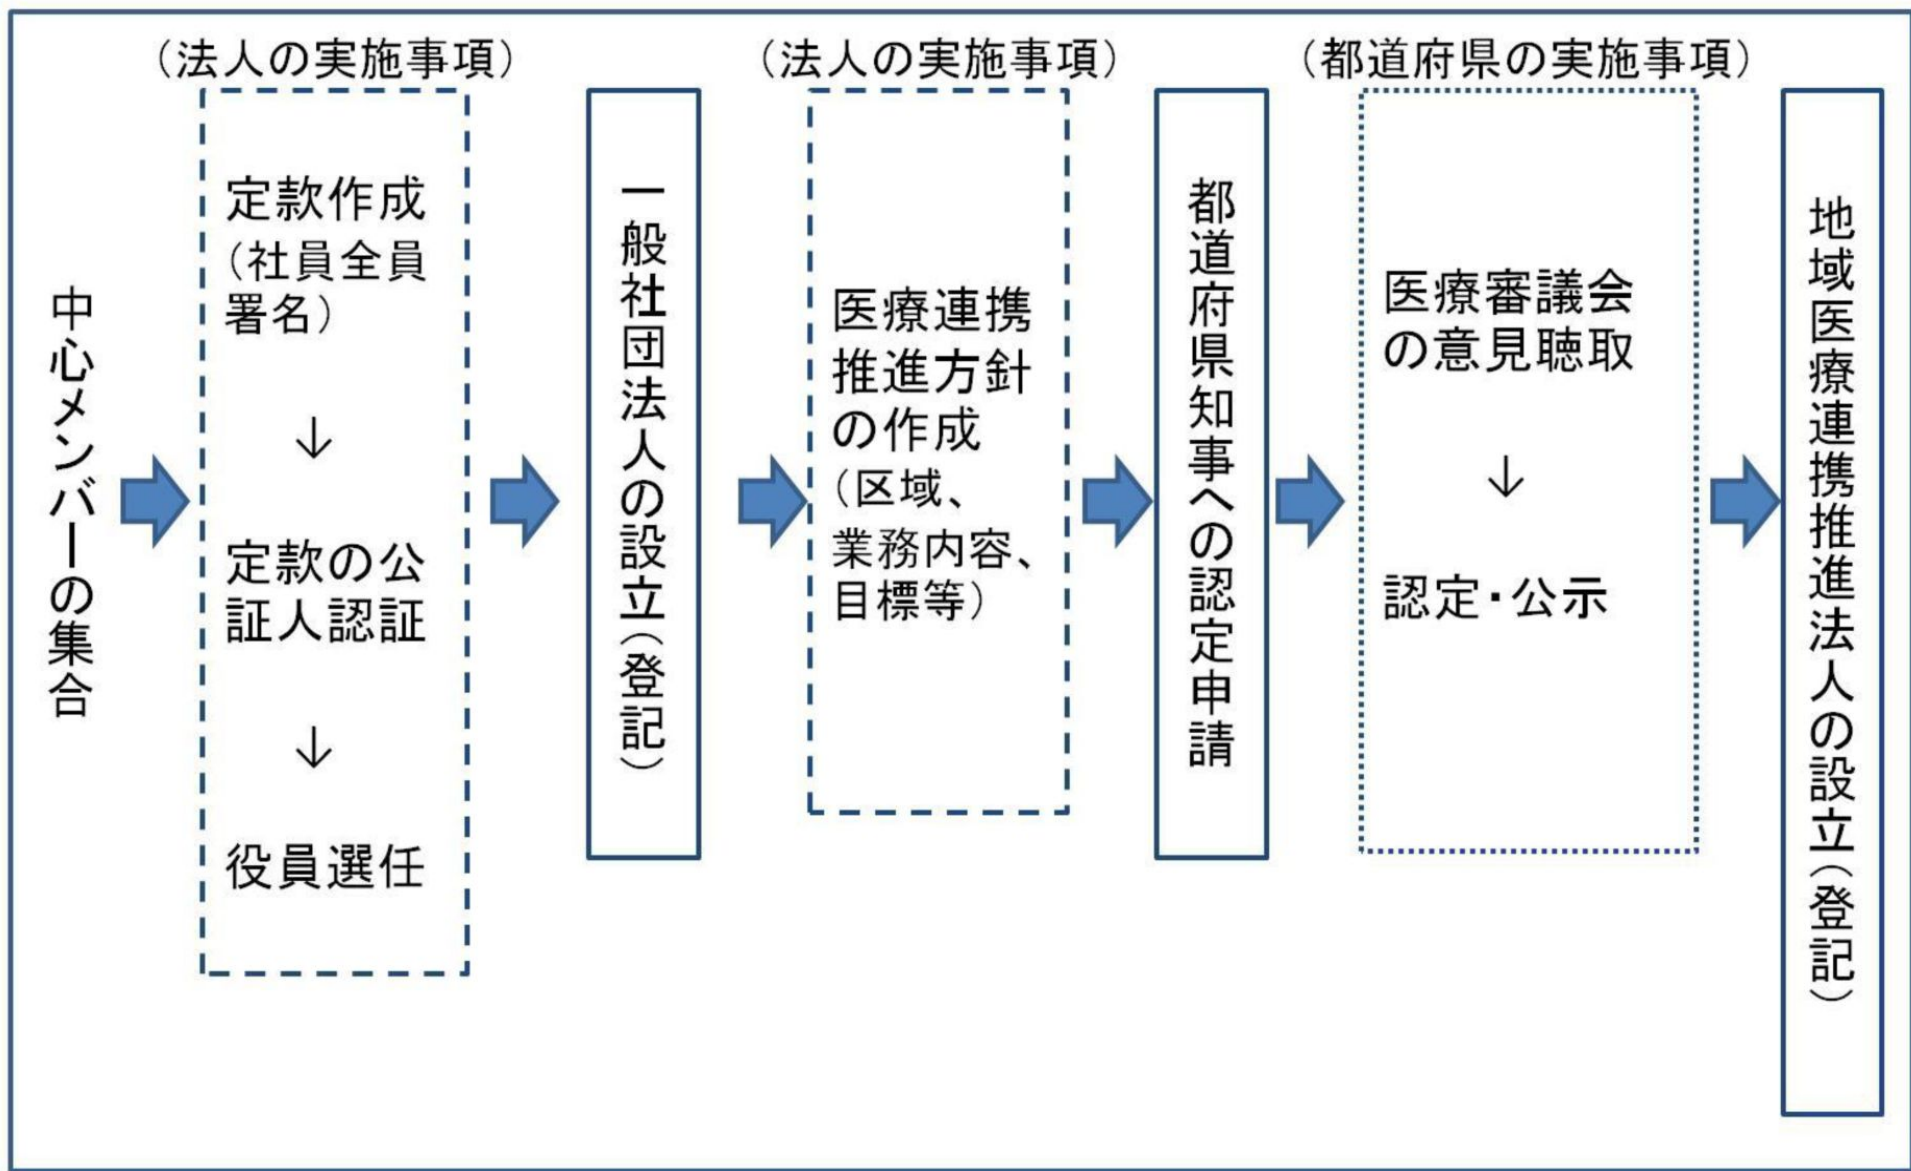 (法人の実施事項)
(法人の実施事項)
(都道府県の実施事項)
中心メンバーの集合
定款作成
(社員全員
署名)
↓
定款の公
証人認証
↓
役員選任
一般社団法人の設立(登記)
医療連携
推進方針
の作成
(区域、
業務内容、
目標等)
都道府県知事への認定申請
医療審議会
の意見聴取
↓
認定・公示
地域医療連携推進法人の設立(登記)